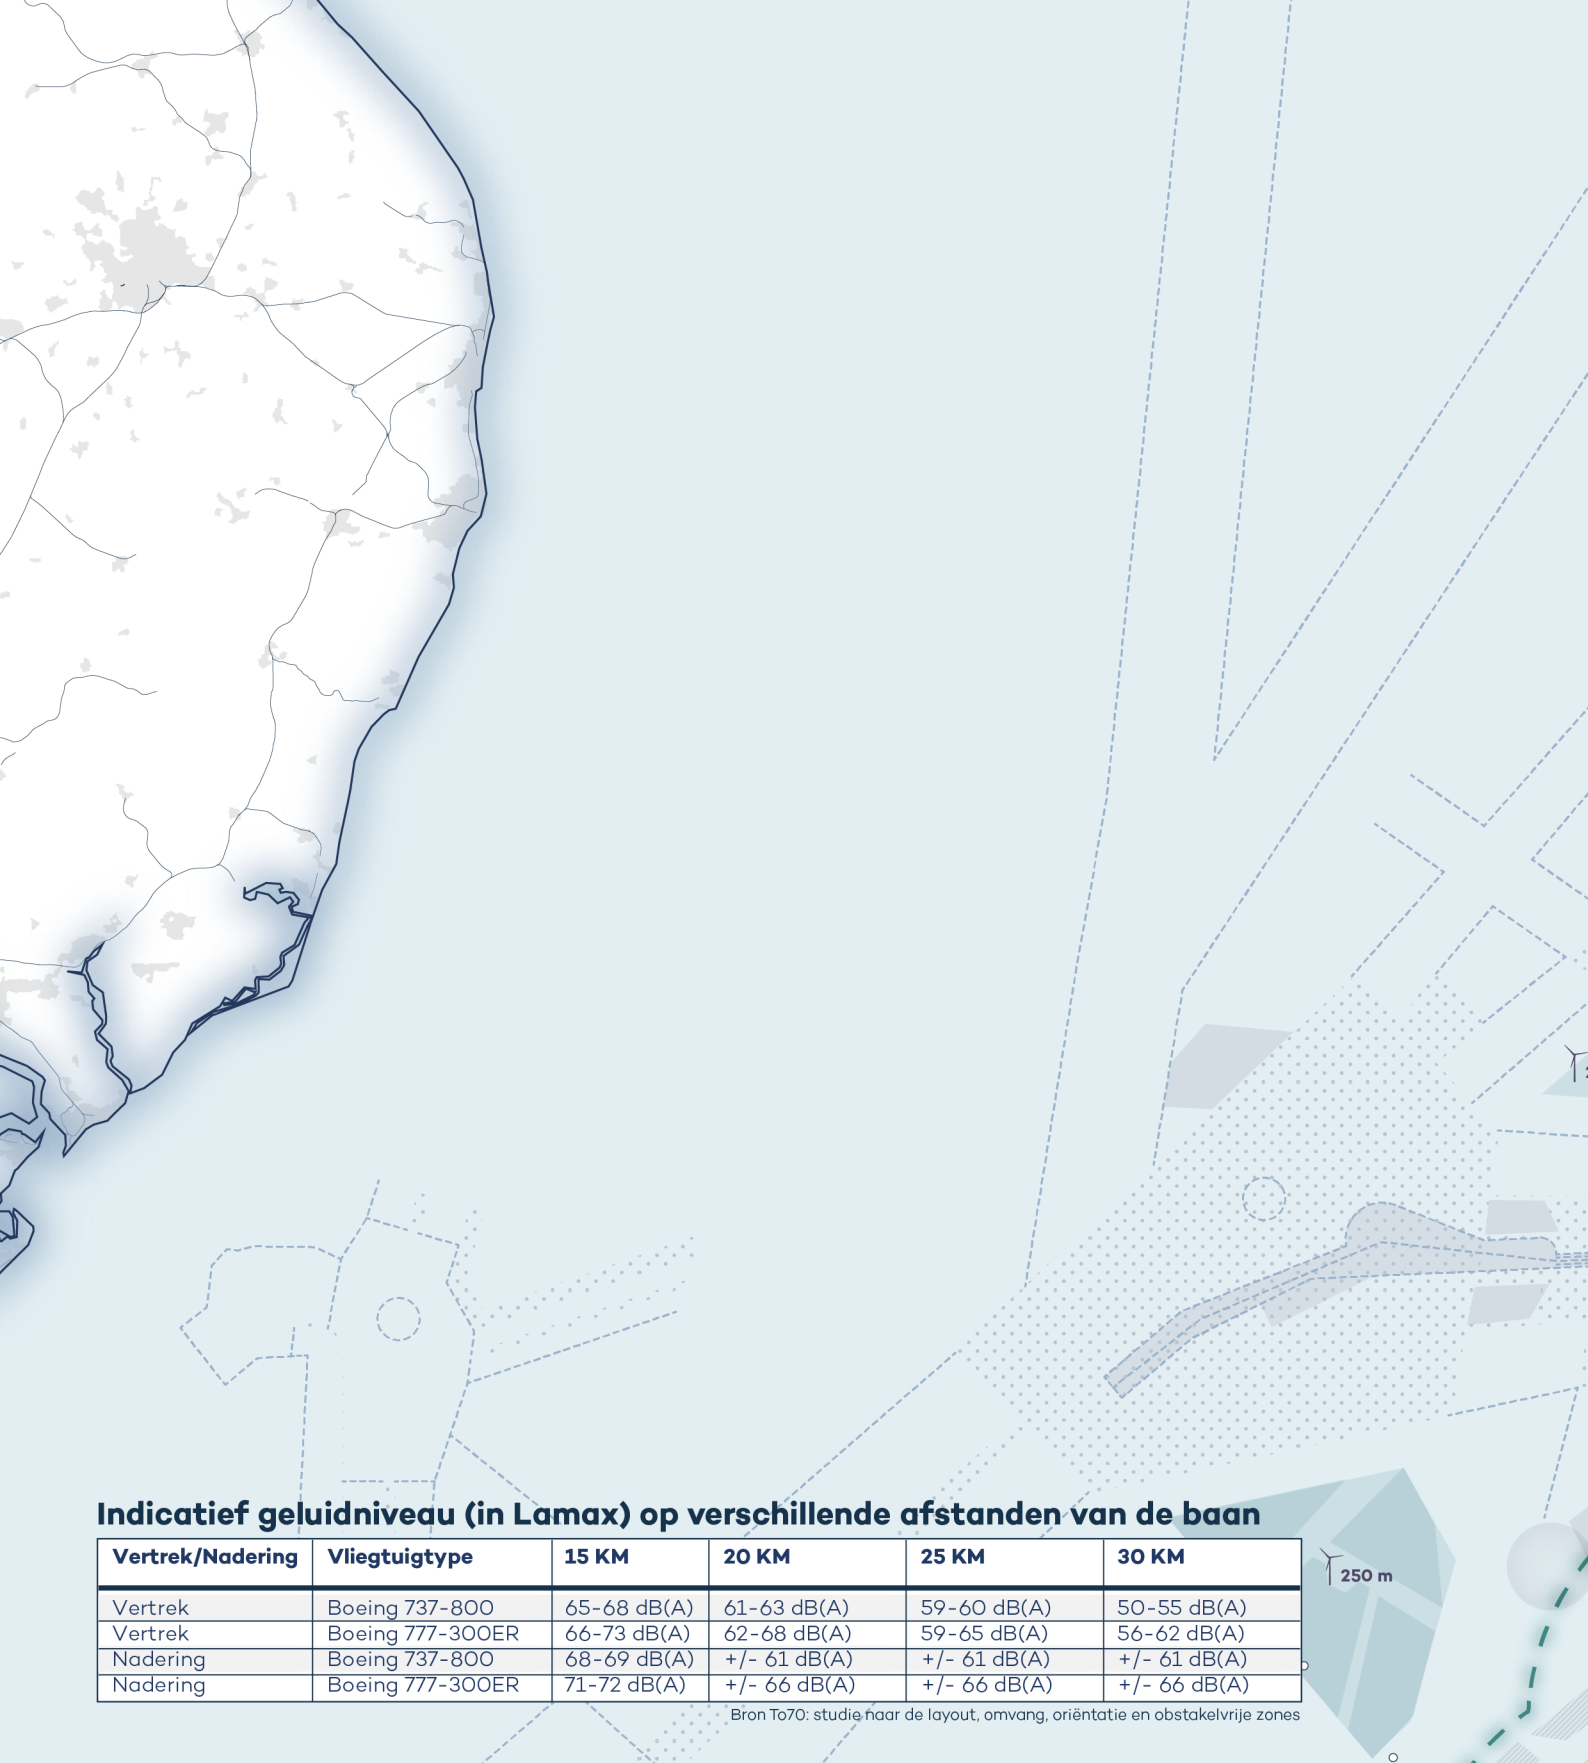 Indicatief geluidniveau (in Lamax) op verschillende afstanden van de baan
Vertrek/Nadering Vliegtuigtype 15 KM 20 KM 25 KM 30 KM
Vertrek Boeing 737-800 65-68 dB(A) 61-63 dB(A) 59-60 dB(A) 50-55 dB(A)
Vertrek Boeing 777-300ER 66-73 dB(A) 62-68 dB(A) 59-65 dB(A) 56-62 dB(A)
Nadering Boeing 737-800 68-69 dB(A) +/- 61 dB(A) +/- 61 dB(A) +/- 61 dB(A)
Nadering Boeing 777-300ER 71-72 dB(A) +/- 66 dB(A) +/- 66 dB(A) +/- 66 dB(A)
Bron To70: studie naar de layout, omvang, oriëntatie en obstakelvrije zones
250 m